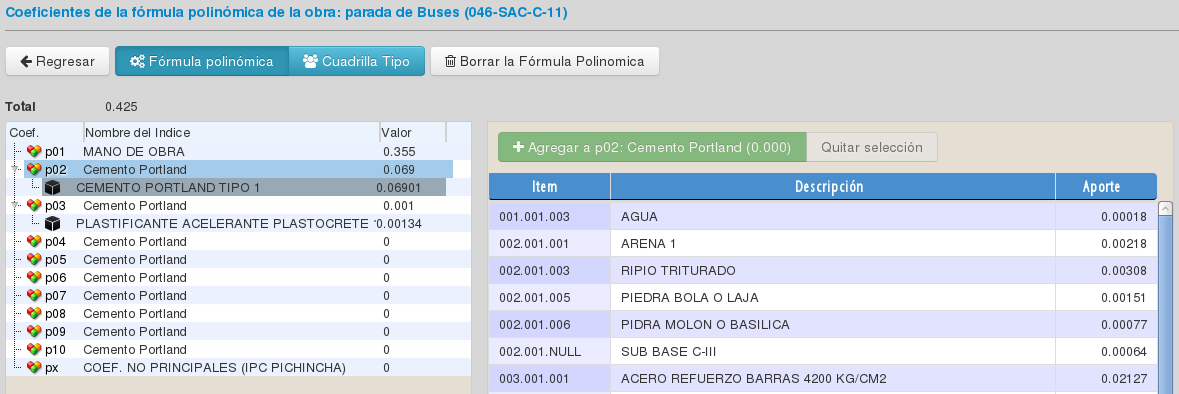 Coeficientes de la fórmula polinómica de la obra: parada de Buses (046-SAC-C-11)
Regresar Fórmula polinómica Cuadrilla Tipo Borrar la Fórmula Polinomica
Total 0.425
Coef. Nombre del Indice Valor
p01 MANO DE OBRA 0.355
p02 Cemento Portland 0.069
CEMENTO PORTLAND TIPO 1 0.06901
p03 Cemento Portland 0.001
PLASTIFICANTE ACELERANTE PLASTOCRETE 0.00134
p04 Cemento Portland 0
p05 Cemento Portland 0
p06 Cemento Portland 0
p07 Cemento Portland 0
p08 Cemento Portland 0
p09 Cemento Portland 0
p10 Cemento Portland 0
px COEF. NO PRINCIPALES (IPC PICHINCHA) 0
Agregar a p02: Cemento Portland (0.000) Quitar selección
Item Descripción Aporte
001.001.003 AGUA 0.00018
002.001.001 ARENA 1 0.00218
002.001.003 RIPIO TRITURADO 0.00308
002.001.005 PIEDRA BOLA O LAJA 0.00151
002.001.006 PIDRA MOLON O BASILICA 0.00077
002.001.NULL SUB BASE C-III 0.00064
003.001.001 ACERO REFUERZO BARRAS 4200 KG/CM2 0.02127